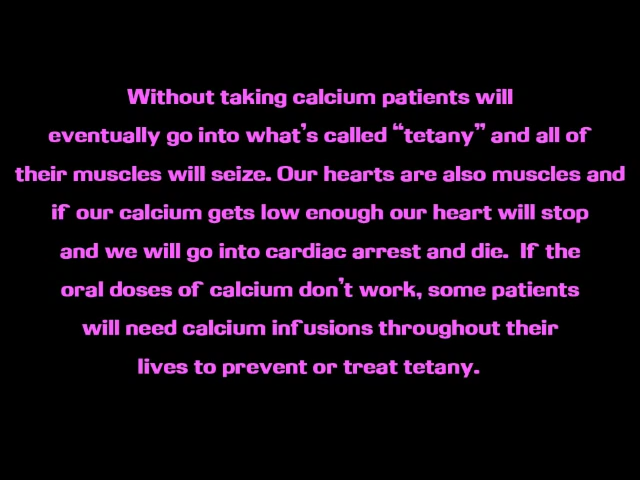 Without taking calcium patients will
eventually go into what's called “tetany” and all of
their muscles will seize. Our hearts are also muscles and
if our calcium gets low enough our heart will stop
and we will go into cardiac arrest and die.  If the
oral doses of calcium don't work, some patients
will need calcium infusions throughout their
lives to prevent or treat tetany.